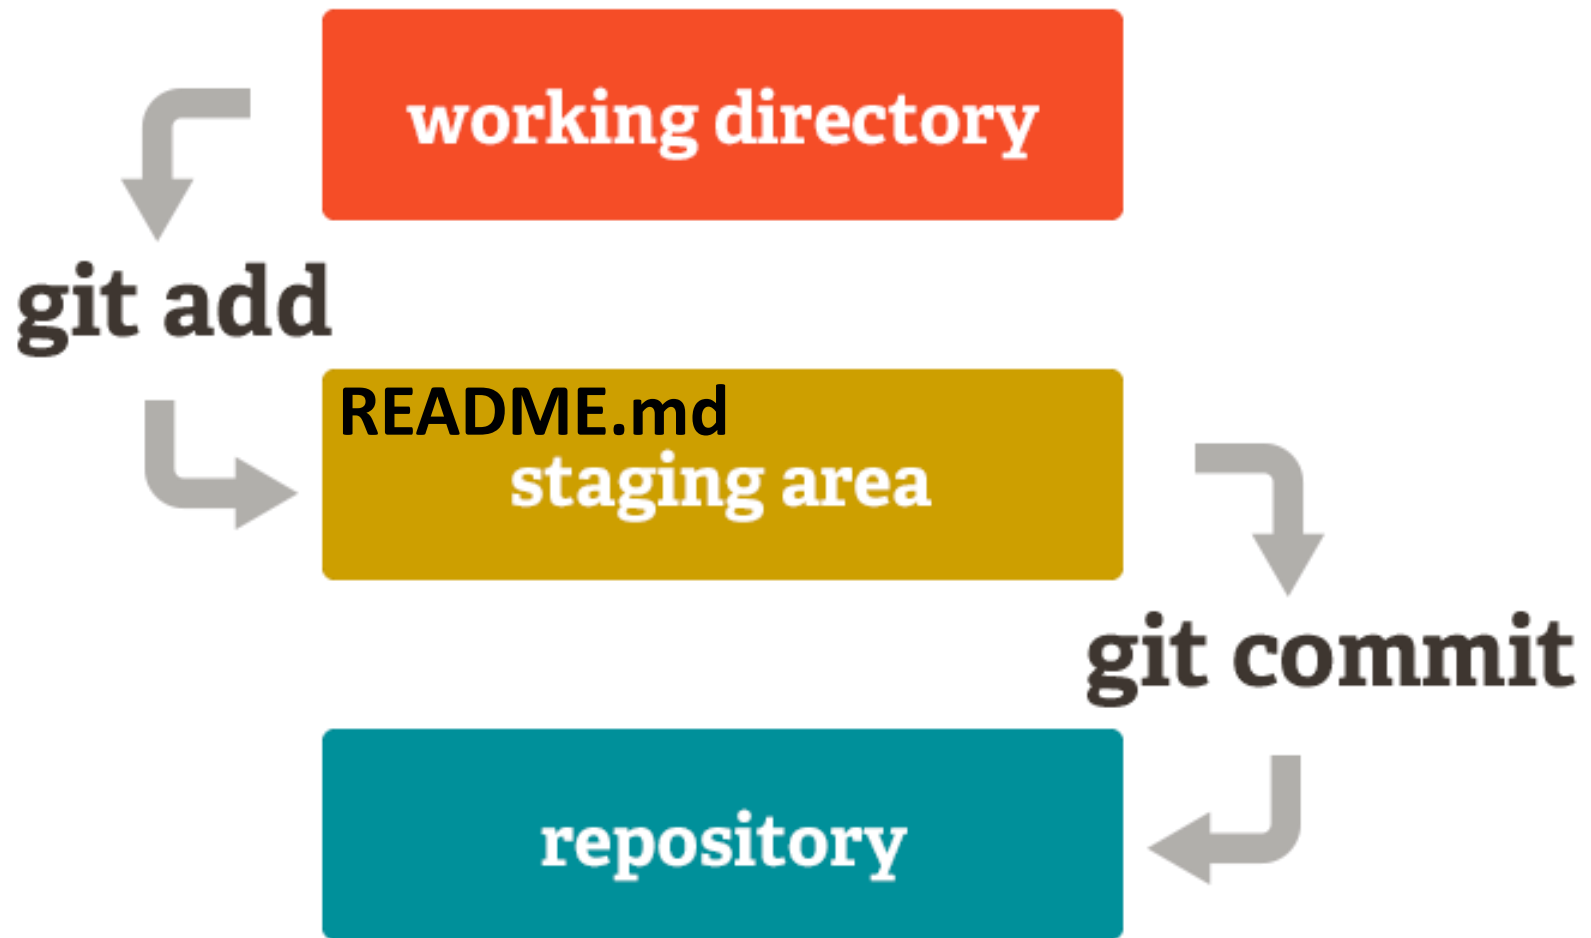 working directory
git add
README.md
staging area
git commit
repository